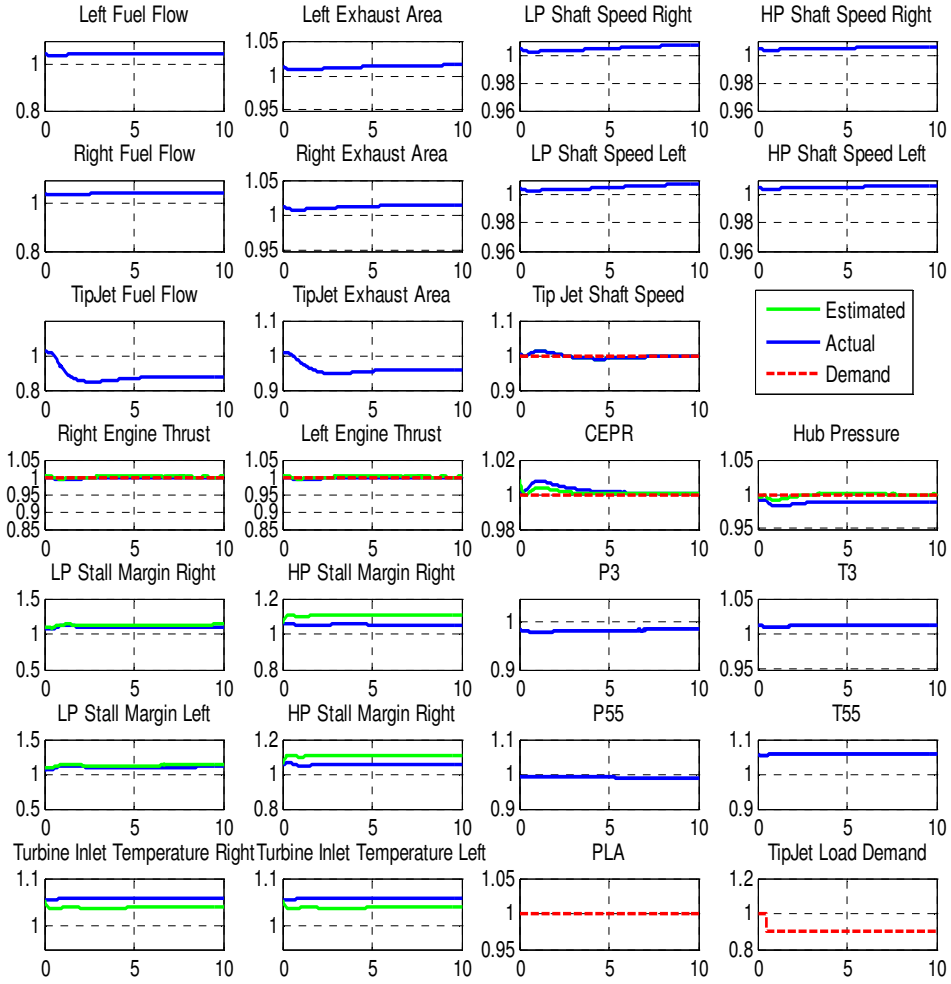 Left Fuel Flow Left Exhaust Area LP Shaft Speed Right HP Shaft Speed Right
1 0.8 1.05 1 0.95 1 0.98 0.96 1 0.98 0.96
0 5 10 0 5 10 0 5 10 0 5 10
Right Fuel Flow Right Exhaust Area LP Shaft Speed Left HP Shaft Speed Left
1 0.8 1.05 1 0.95 1 0.98 0.96 1 0.98 0.96
0 5 10 0 5 10 0 5 10 0 5 10
TipJet Fuel Flow TipJet Exhaust Area Tip Jet Shaft Speed
1 0.9 0.8 1.1 1 0.9 1.1 1 0.9
0 5 10 0 5 10 0 5 10
Estimated
Actual
Demand
Right Engine Thrust Left Engine Thrust CEPR Hub Pressure
1.05 1 0.95 0.9 0.85 1.05 1 0.95 0.9 0.85 1.02 1 0.98 1.05 1 0.95
0 5 10 0 5 10 0 5 10 0 5 10
LP Stall Margin Right HP Stall Margin Right P3 T3
1.5 1 0.5 1.2 1 0.8 1 0.9 1.05 1 0.95
0 5 10 0 5 10 0 5 10 0 5 10
LP Stall Margin Left HP Stall Margin Right P55 T55
1.5 1 0.5 1.2 1 0.8 1.1 1 0.9 1.1 1 0.9
0 5 10 0 5 10 0 5 10 0 5 10
Turbine Inlet Temperature Right Turbine Inlet Temperature Left PLA TipJet Load Demand
1.1 1 1.1 1 1.05 1 0.95 1.2 1 0.8
0 5 10 0 5 10 0 5 10 0 5 10